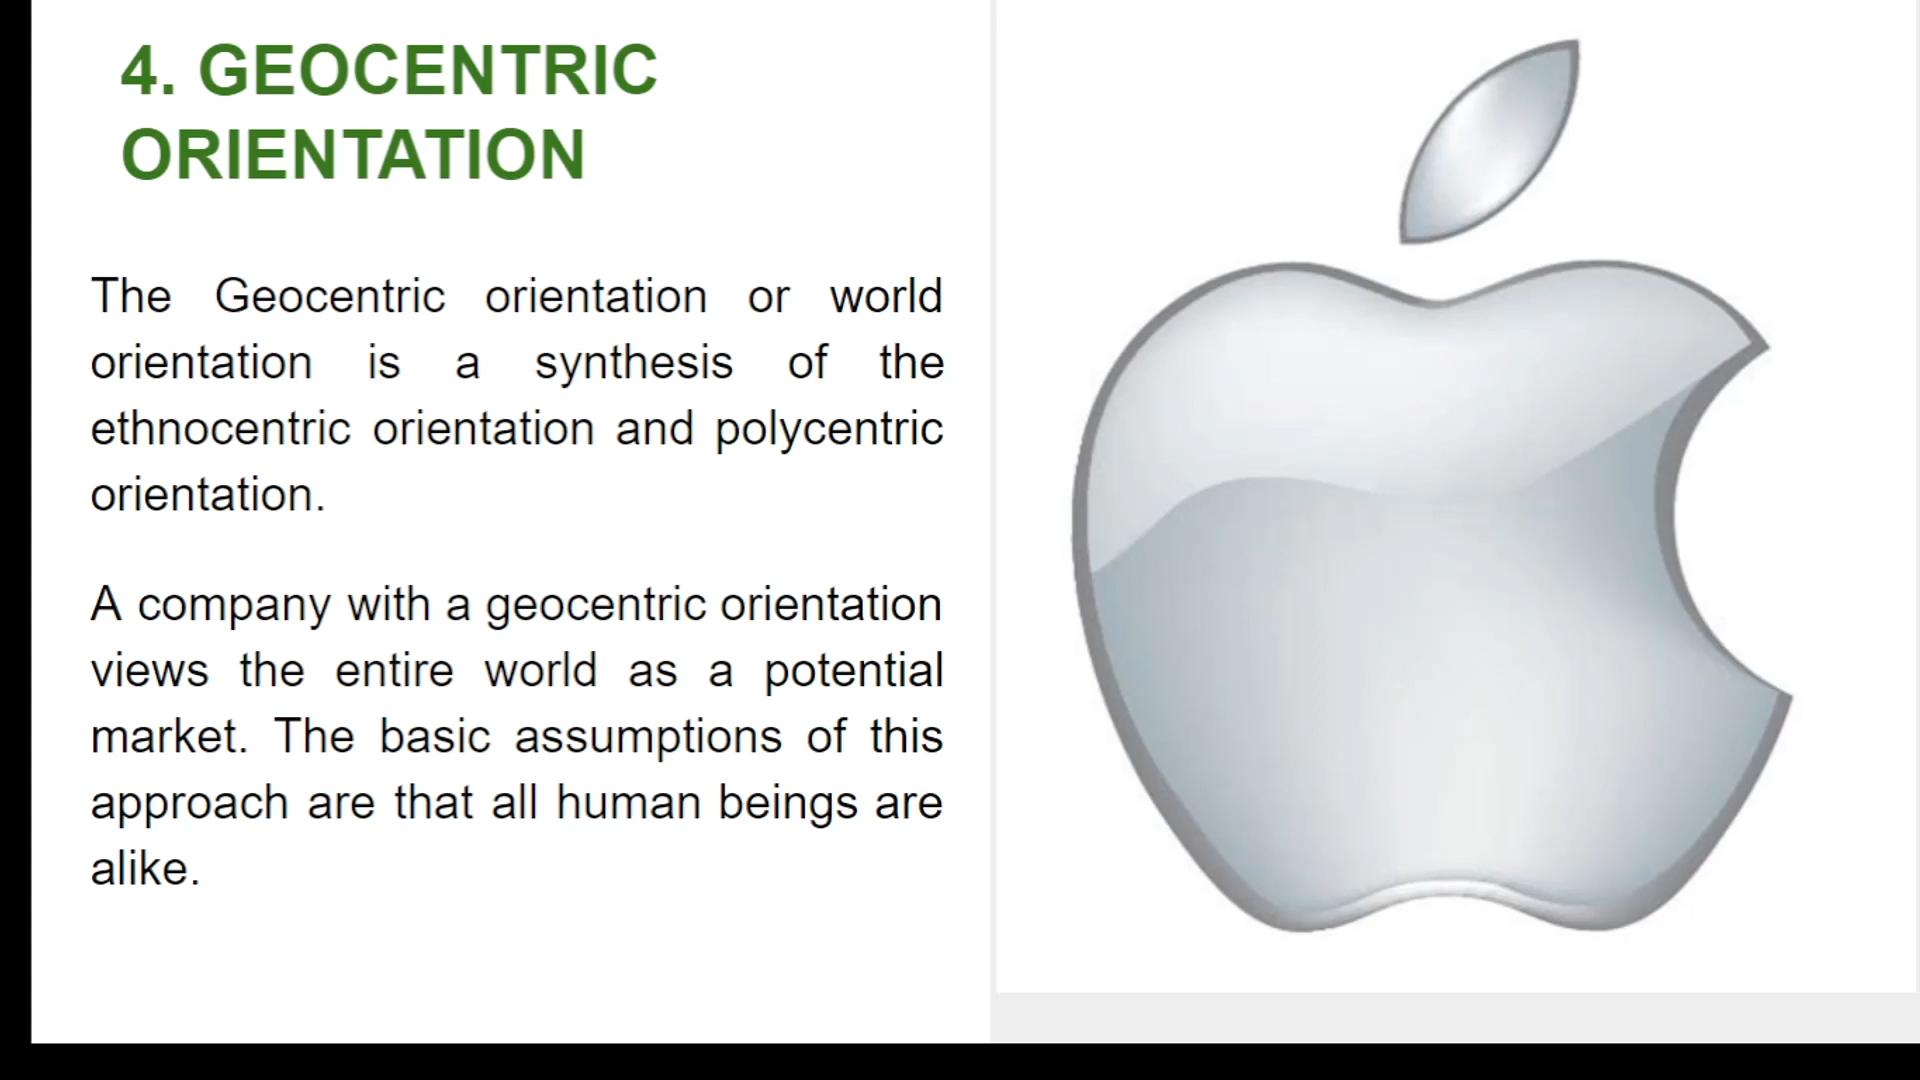 4. GEOCENTRIC
ORIENTATION
The Geocentric orientation or world
orientation is a synthesis of the
ethnocentric orientation and polycentric
orientation.
A company with a geocentric orientation
views the entire world as a potential
market. The basic assumptions of this
approach are that all human beings are
alike.